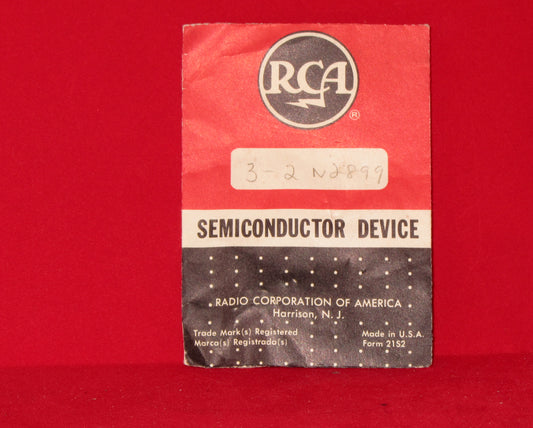 RCA
®
3-2 N2899
SEMICONDUCTOR DEVICE
RADIO CORPORATION OF AMERICA
Harrison, N. J.
Trade Mark(s) Registered Made in U.S.A.
Marca(s) Registrado(s) Form 21S2